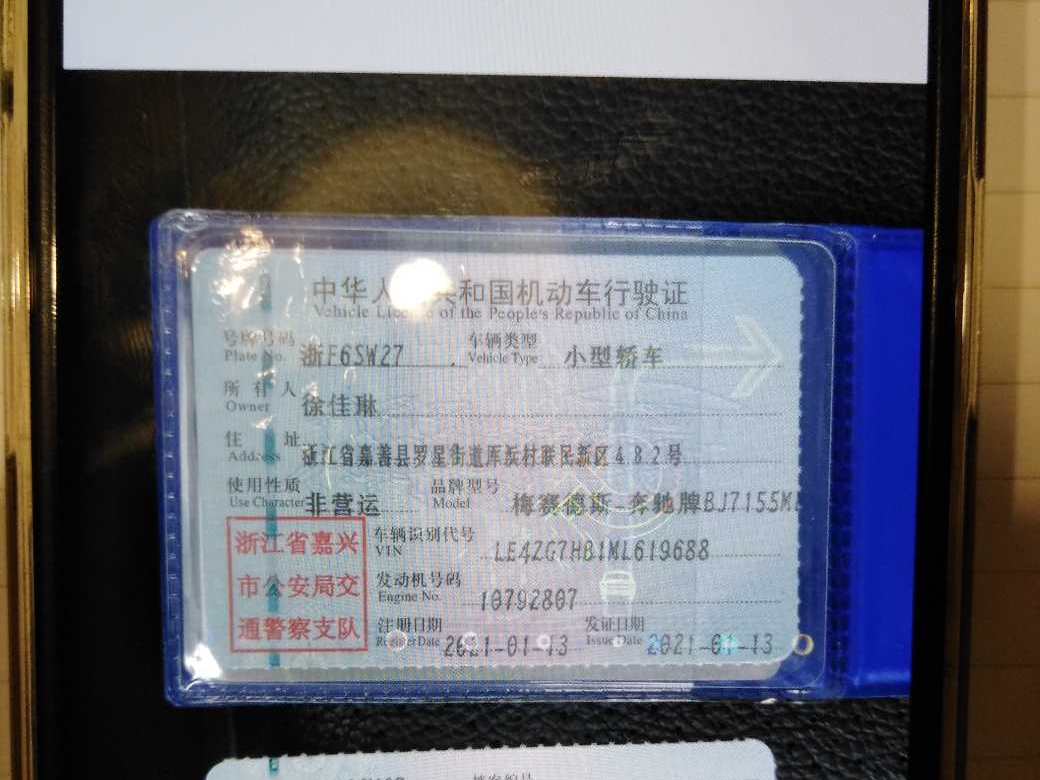 中华人 共和国机动车行驶证
Vehicle License of the People's Republic of China
号牌号码 浙F6SW27 车辆类型 小型轿车
Plate No. Vehicle Type
所有人 徐佳琳
Owner
住址 浙江省嘉善县罗星街道厍浜村联民新区482号
Address
使用性质 非营运 品牌型号 梅赛德斯-奔驰牌BJ7155M
Use Character Model
浙江省嘉兴
市公安局交
通警察支队
车辆识别代号 LE4ZG7HB1ML619688
VIN
发动机号码 10792807
Engine No.
注册日期 2021-01-13 发证日期 2021-01-13
Register Date Issue Date